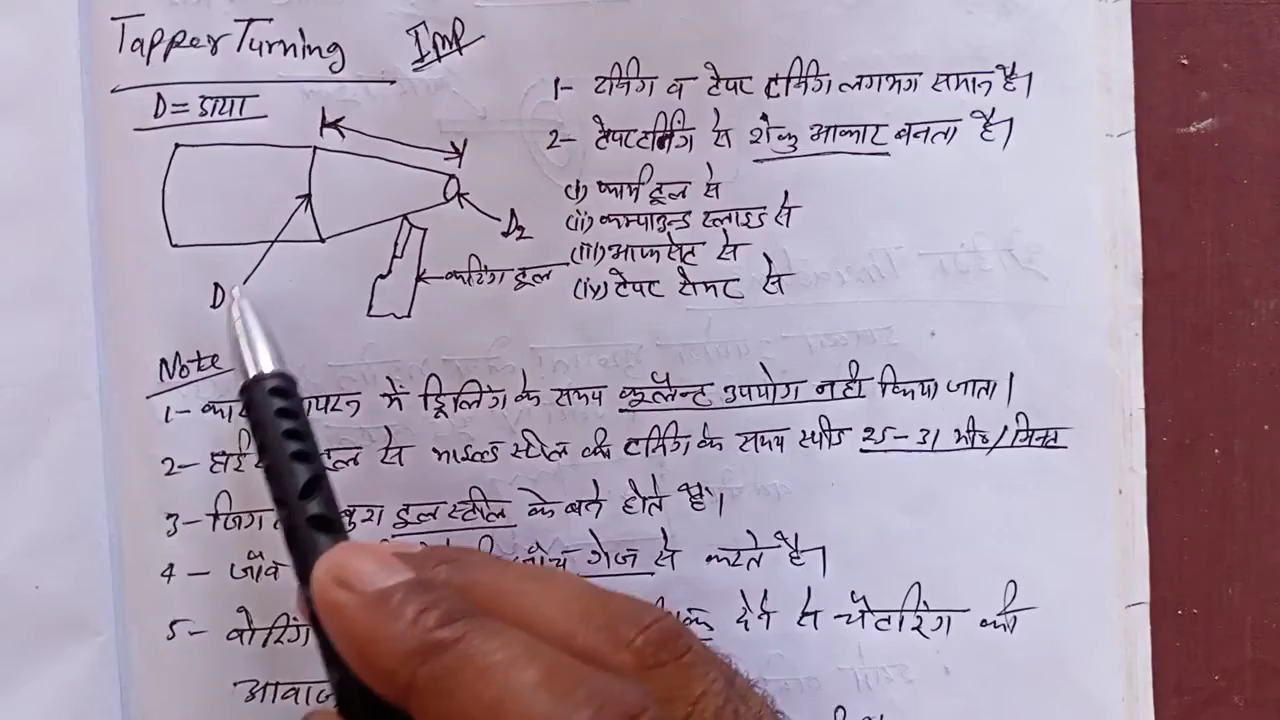 Tapper Turning Imp
D = डाया
1- टर्निंग व टेपर टर्निंग लगभग समान है।
2- टेपर टर्निंग से शंकु आकार बनता है।
(i) फार्म टूल से
(ii) कम्पाउन्ड स्लाइड से
(iii) आफसेट से
(iv) टेपर से
D2
कटिंग टूल
D
Note
1- में ड्रिलिंग के समय कूलैन्ट उपयोग नही किया जाता।
2- से माइल्ड स्टील की टर्निंग के समय स्पीड 25-31 मीटर/मिनट
3- जिग बुश टूल स्टील के बने होते है।
4- जॉब जाँच गेज से करते है।
5- बोरिंग देने से चैटरिंग की
आवाज